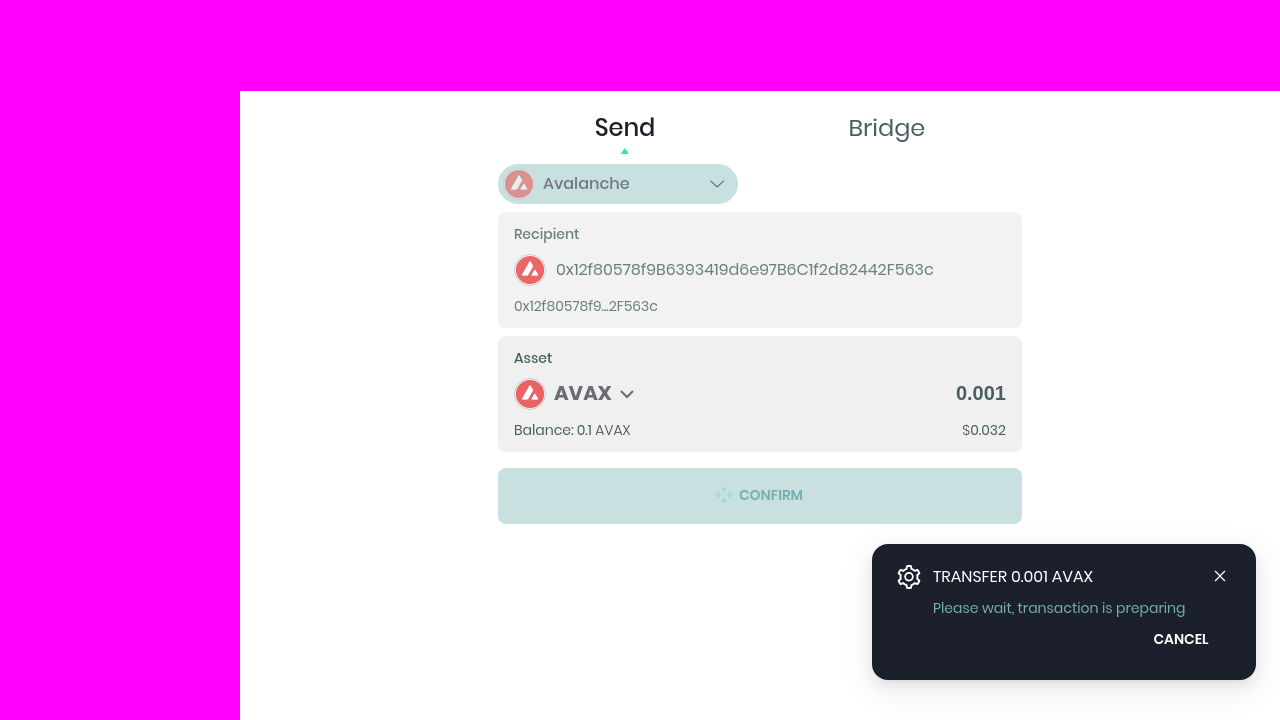 Send
Bridge
Avalanche
Recipient
0x12f80578f9B6393419d6e97B6C1f2d82442F563c
0x12f80578f9...2F563c
Asset
AVAX
0.001
Balance: 0.1 AVAX
$0.032
CONFIRM
TRANSFER 0.001 AVAX
Please wait, transaction is preparing
CANCEL